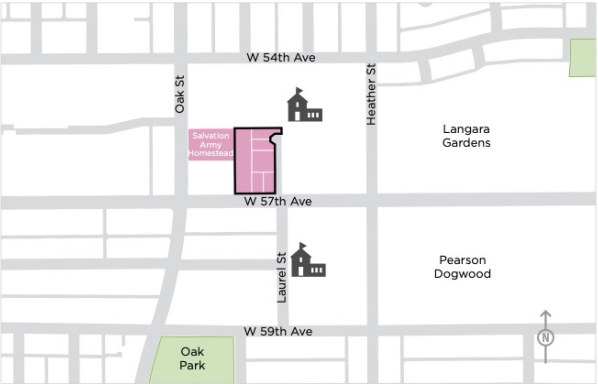 W 54th Ave
Oak St
Heather St
Salvation
Army
Homestead
Langara
Gardens
W 57th Ave
Laurel St
Pearson
Dogwood
W 59th Ave
Oak
Park
N